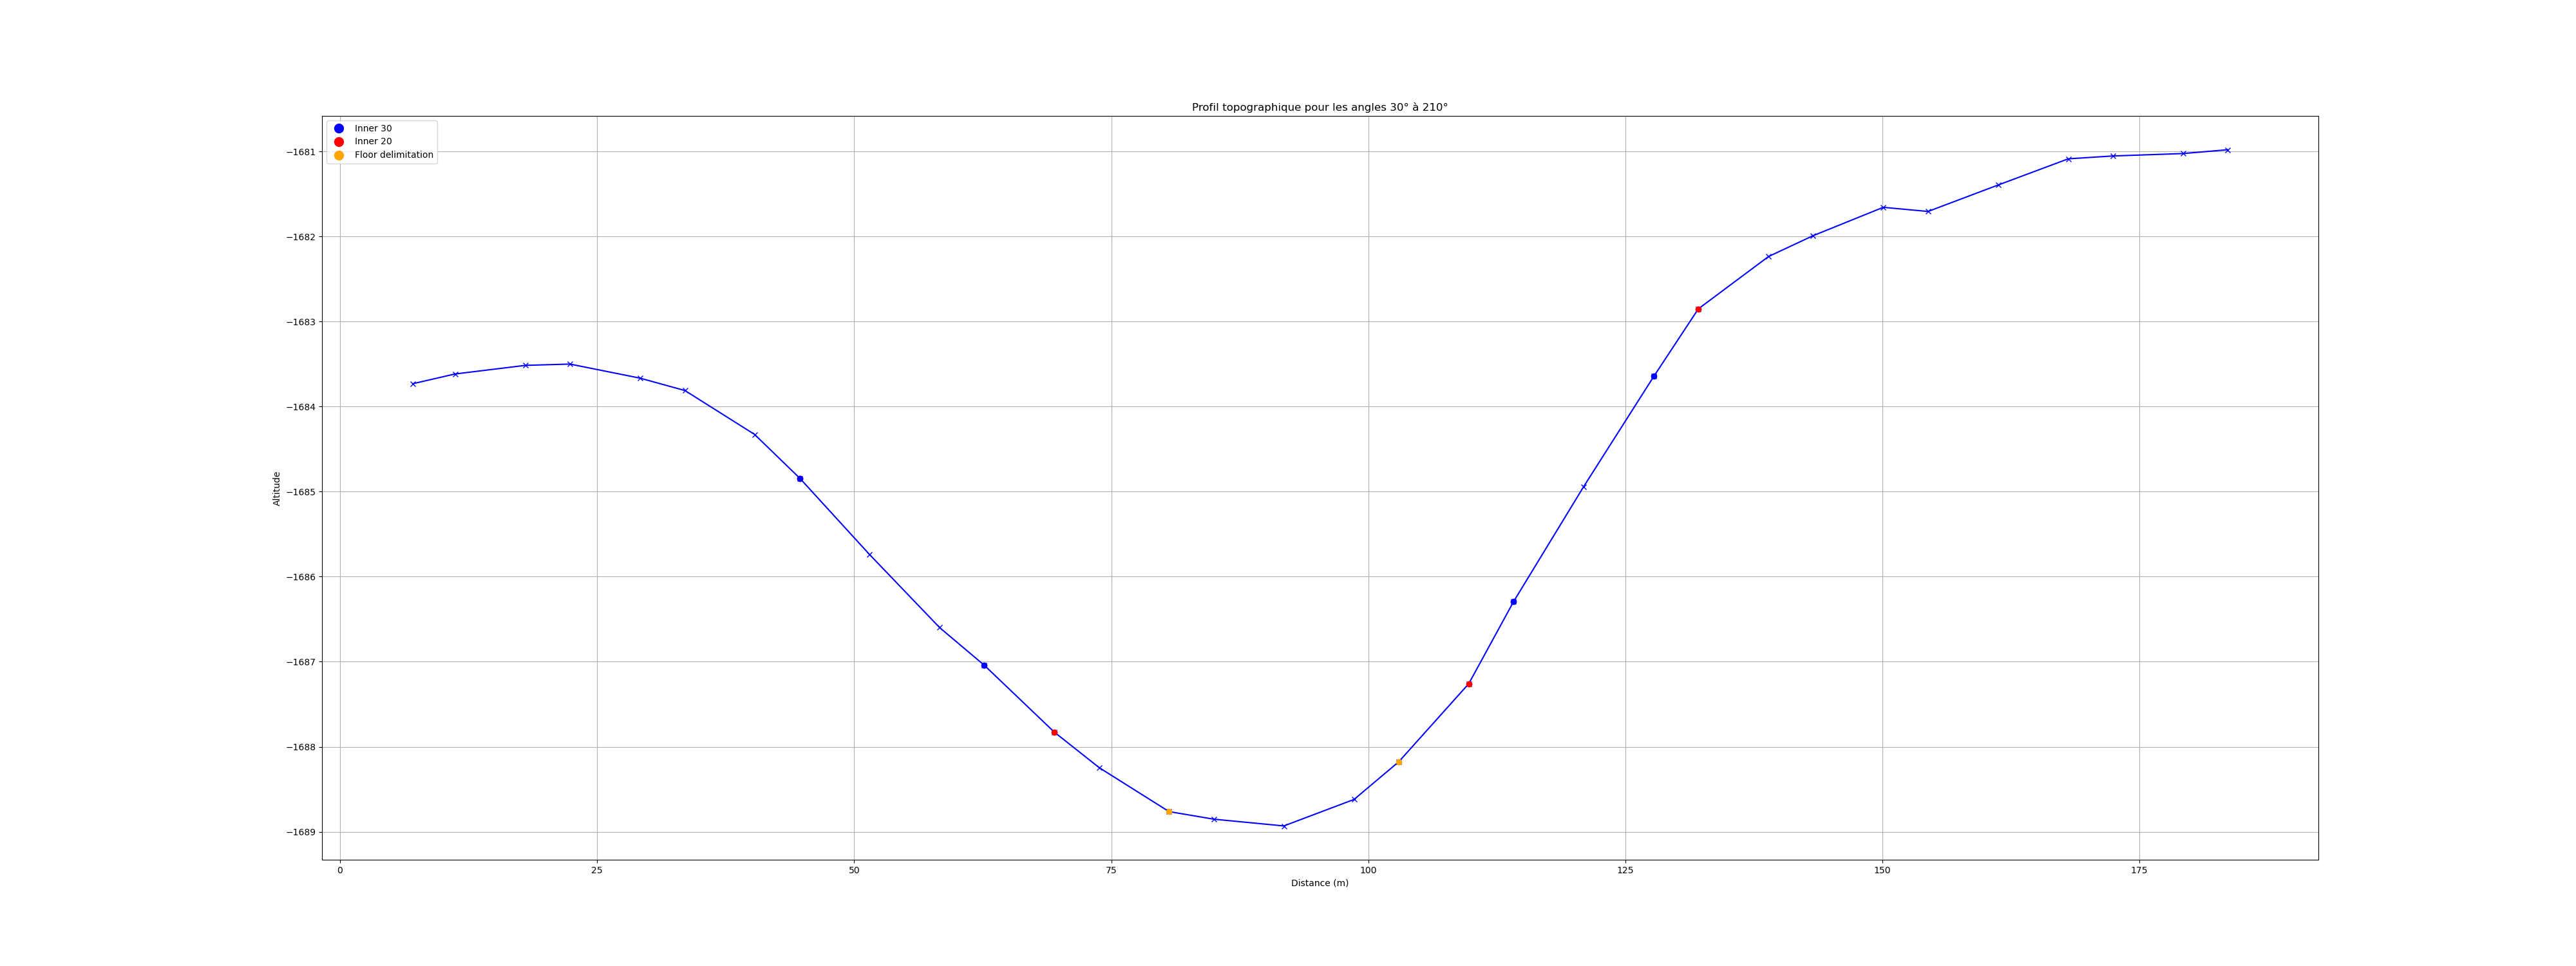 Profil topographique pour les angles 30° à 210°
Inner 30
Inner 20
Floor delimitation
−1681
−1682
−1683
−1684
−1685
−1686
−1687
−1688
−1689
Altitude
0 25 50 75 100 125 150 175
Distance (m)